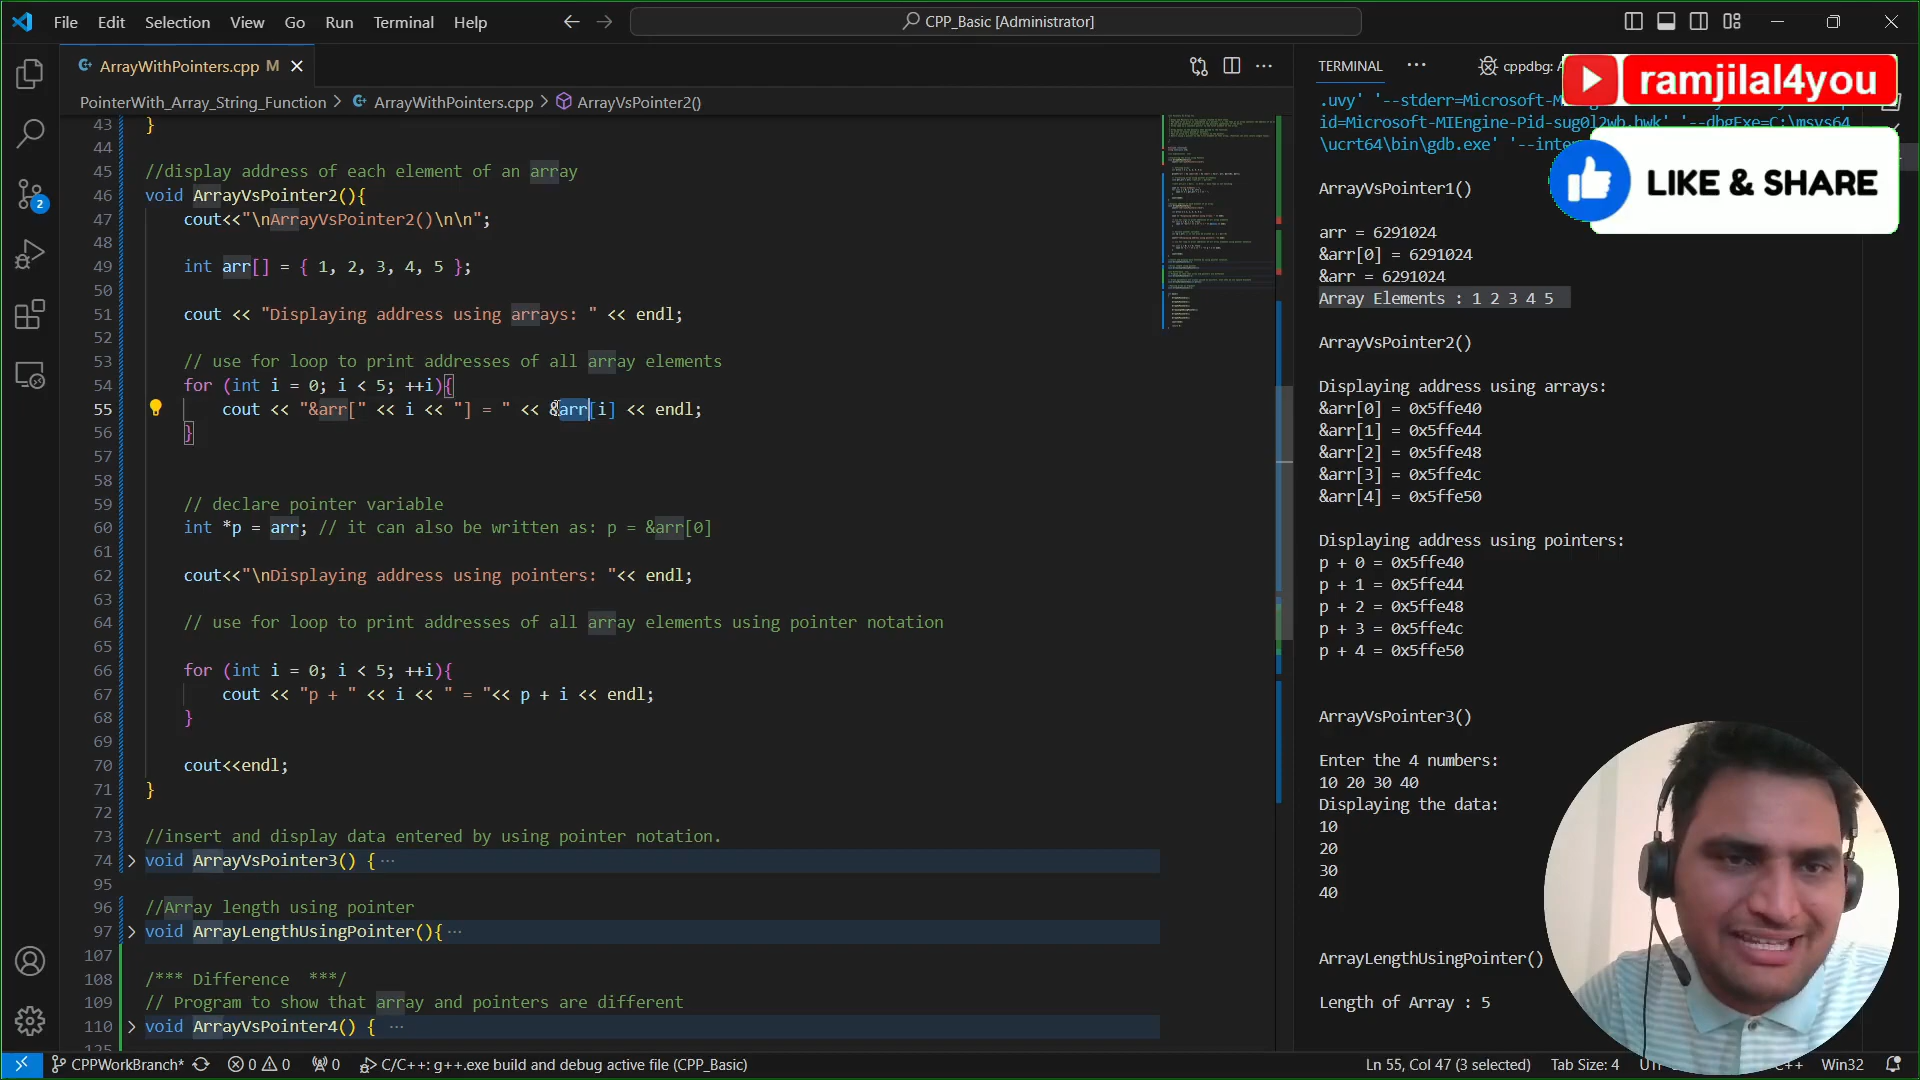 File Edit Selection View Go Run Terminal Help
CPP_Basic [Administrator]
ArrayWithPointers.cpp M
PointerWith_Array_String_Function > ArrayWithPointers.cpp > ArrayVsPointer2()
43 }
44
45 //display address of each element of an array
46 void ArrayVsPointer2(){
47 cout<<"\nArrayVsPointer2()\n\n";
48
49 int arr[] = { 1, 2, 3, 4, 5 };
50
51 cout << "Displaying address using arrays: " << endl;
52
53 // use for loop to print addresses of all array elements
54 for (int i = 0; i < 5; ++i){
55 cout << "&arr[" << i << "] = " << &arr[i] << endl;
56 }
57
58
59 // declare pointer variable
60 int *p = arr; // it can also be written as: p = &arr[0]
61
62 cout<<"\nDisplaying address using pointers: "<< endl;
63
64 // use for loop to print addresses of all array elements using pointer notation
65
66 for (int i = 0; i < 5; ++i){
67 cout << "p + " << i << " = "<< p + i << endl;
68 }
69
70 cout<<endl;
71 }
72
73 //insert and display data entered by using pointer notation.
74 void ArrayVsPointer3() { ...
95
96 //Array length using pointer
97 void ArrayLengthUsingPointer(){ ...
107
108 /*** Difference ***/
109 // Program to show that array and pointers are different
110 void ArrayVsPointer4() { ...
125
TERMINAL ... cppdbg:
ramjilal4you
LIKE & SHARE
.uvy' '--stderr=Microsoft-M
id=Microsoft-MIEngine-Pid-sug0l2wb.hwk' '--dbgExe=C:\msys64
\ucrt64\bin\gdb.exe' '--inte
ArrayVsPointer1()
arr = 6291024
&arr[0] = 6291024
&arr = 6291024
Array Elements : 1 2 3 4 5
ArrayVsPointer2()
Displaying address using arrays:
&arr[0] = 0x5ffe40
&arr[1] = 0x5ffe44
&arr[2] = 0x5ffe48
&arr[3] = 0x5ffe4c
&arr[4] = 0x5ffe50
Displaying address using pointers:
p + 0 = 0x5ffe40
p + 1 = 0x5ffe44
p + 2 = 0x5ffe48
p + 3 = 0x5ffe4c
p + 4 = 0x5ffe50
ArrayVsPointer3()
Enter the 4 numbers:
10 20 30 40
Displaying the data:
10
20
30
40
ArrayLengthUsingPointer()
Length of Array : 5
2
CPPWorkBranch* 0 0 0 C/C++: g++.exe build and debug active file (CPP_Basic) Ln 55, Col 47 (3 selected) Tab Size: 4 Win32